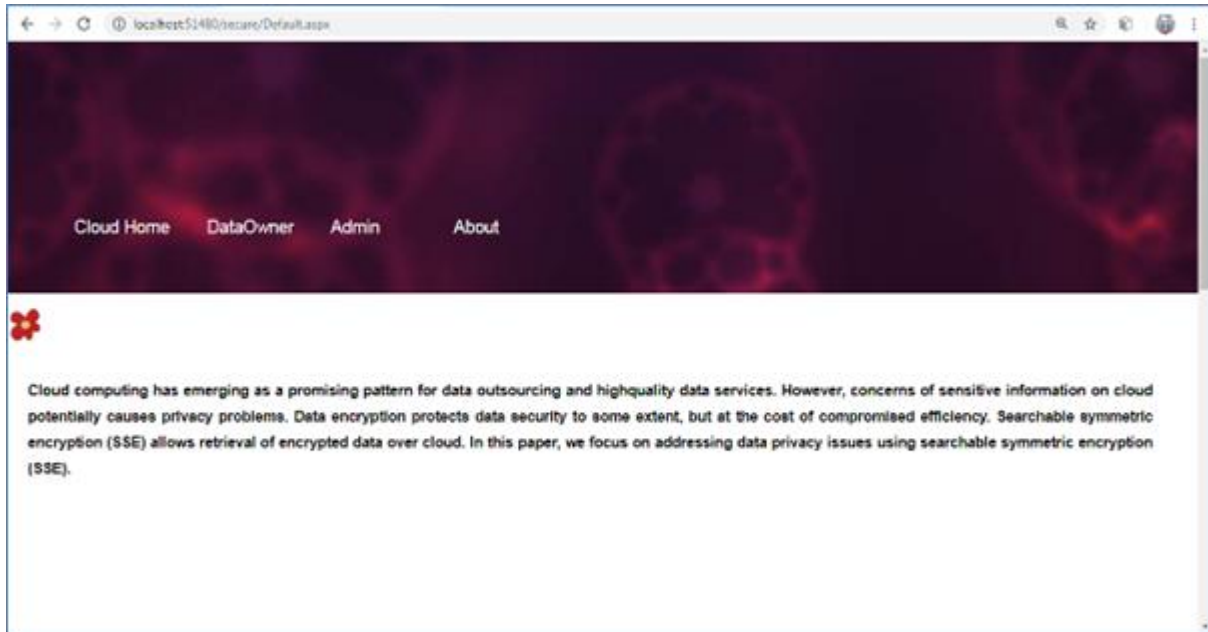 localhost:51480/secure/Default.aspx
Cloud Home DataOwner Admin About
Cloud computing has emerging as a promising pattern for data outsourcing and highquality data services. However, concerns of sensitive information on cloud
potentially causes privacy problems. Data encryption protects data security to some extent, but at the cost of compromised efficiency. Searchable symmetric
encryption (SSE) allows retrieval of encrypted data over cloud. In this paper, we focus on addressing data privacy issues using searchable symmetric encryption
(SSE).